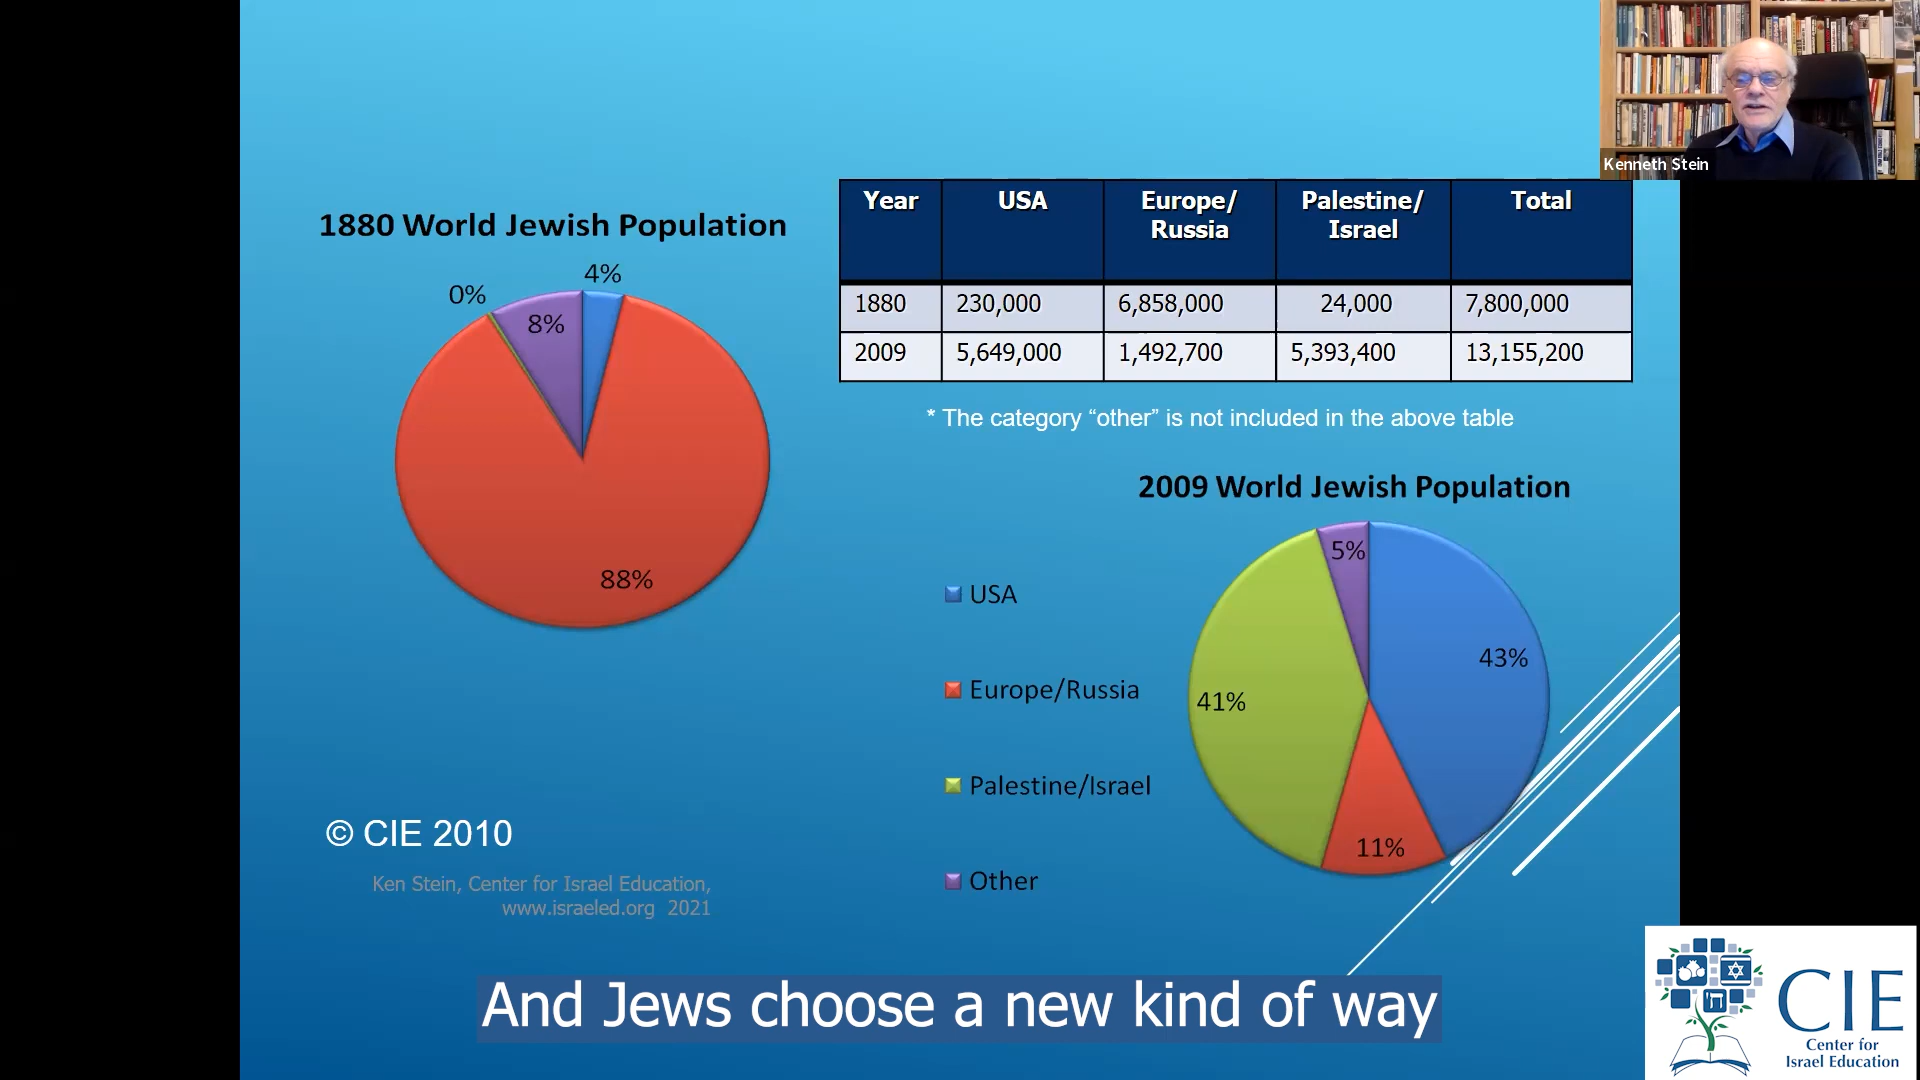 Kenneth Stein
1880 World Jewish Population
4%
0%
8%
88%
Year USA Europe/ Russia Palestine/ Israel Total
1880 230,000 6,858,000 24,000 7,800,000
2009 5,649,000 1,492,700 5,393,400 13,155,200
* The category “other” is not included in the above table
2009 World Jewish Population
5%
43%
41%
11%
USA
Europe/Russia
Palestine/Israel
Other
© CIE 2010
Ken Stein, Center for Israel Education,
www.israeled.org 2021
And Jews choose a new kind of way
CIE
Center for
Israel Education